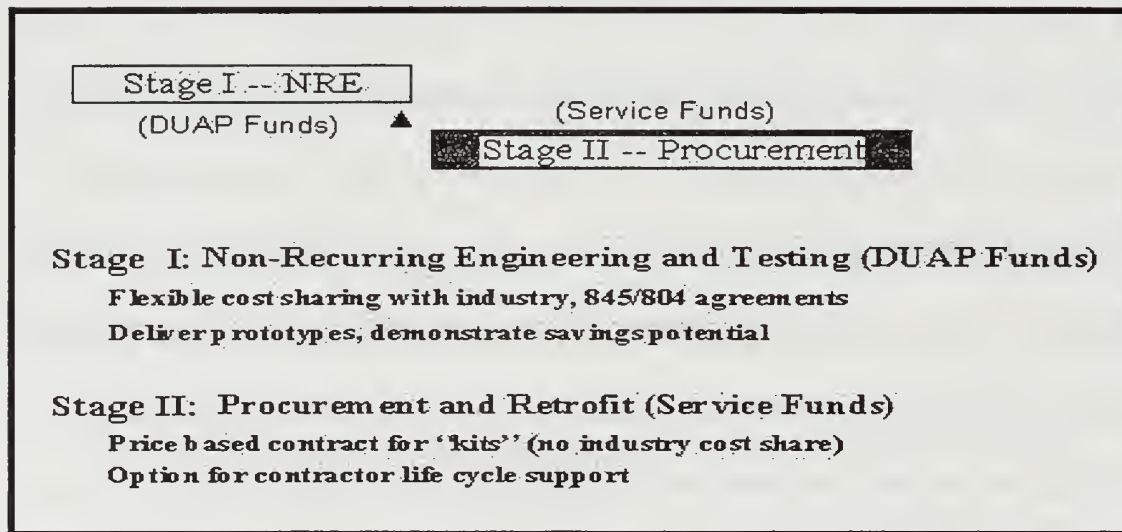 Stage I -- NRE
(DUAP Funds)
(Service Funds)
Stage II -- Procurement
Stage I: Non-Recurring Engineering and Testing (DUAP Funds)
Flexible cost sharing with industry, 845/804 agreements
Deliver prototypes, demonstrate savings potential
Stage II: Procurement and Retrofit (Service Funds)
Price based contract for “kits” (no industry cost share)
Option for contractor life cycle support